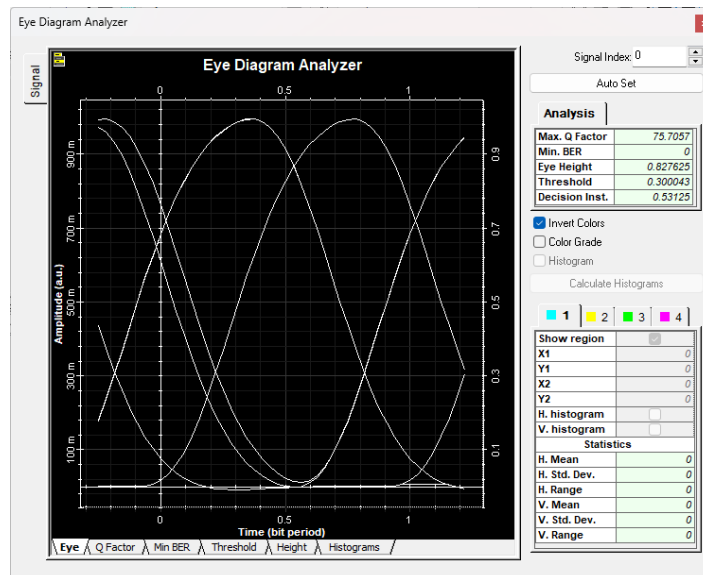 Eye Diagram Analyzer
Signal Index: 0
Auto Set
Signal
Eye Diagram Analyzer
0 0.5 1
900 m 0.9
700 m 0.7
500 m 0.5
300 m 0.3
100 m 0.1
Amplitude (a.u.)
0 0.5 1
Time (bit period)
Eye Q Factor Min BER Threshold Height Histograms
Analysis
Max. Q Factor 75.7057
Min. BER 0
Eye Height 0.827625
Threshold 0.300043
Decision Inst. 0.53125
Invert Colors
Color Grade
Histogram
Calculate Histograms
1 2 3 4
Show region
X1 0
Y1 0
X2 0
Y2 0
H. histogram
V. histogram
Statistics
H. Mean 0
H. Std. Dev. 0
H. Range 0
V. Mean 0
V. Std. Dev. 0
V. Range 0